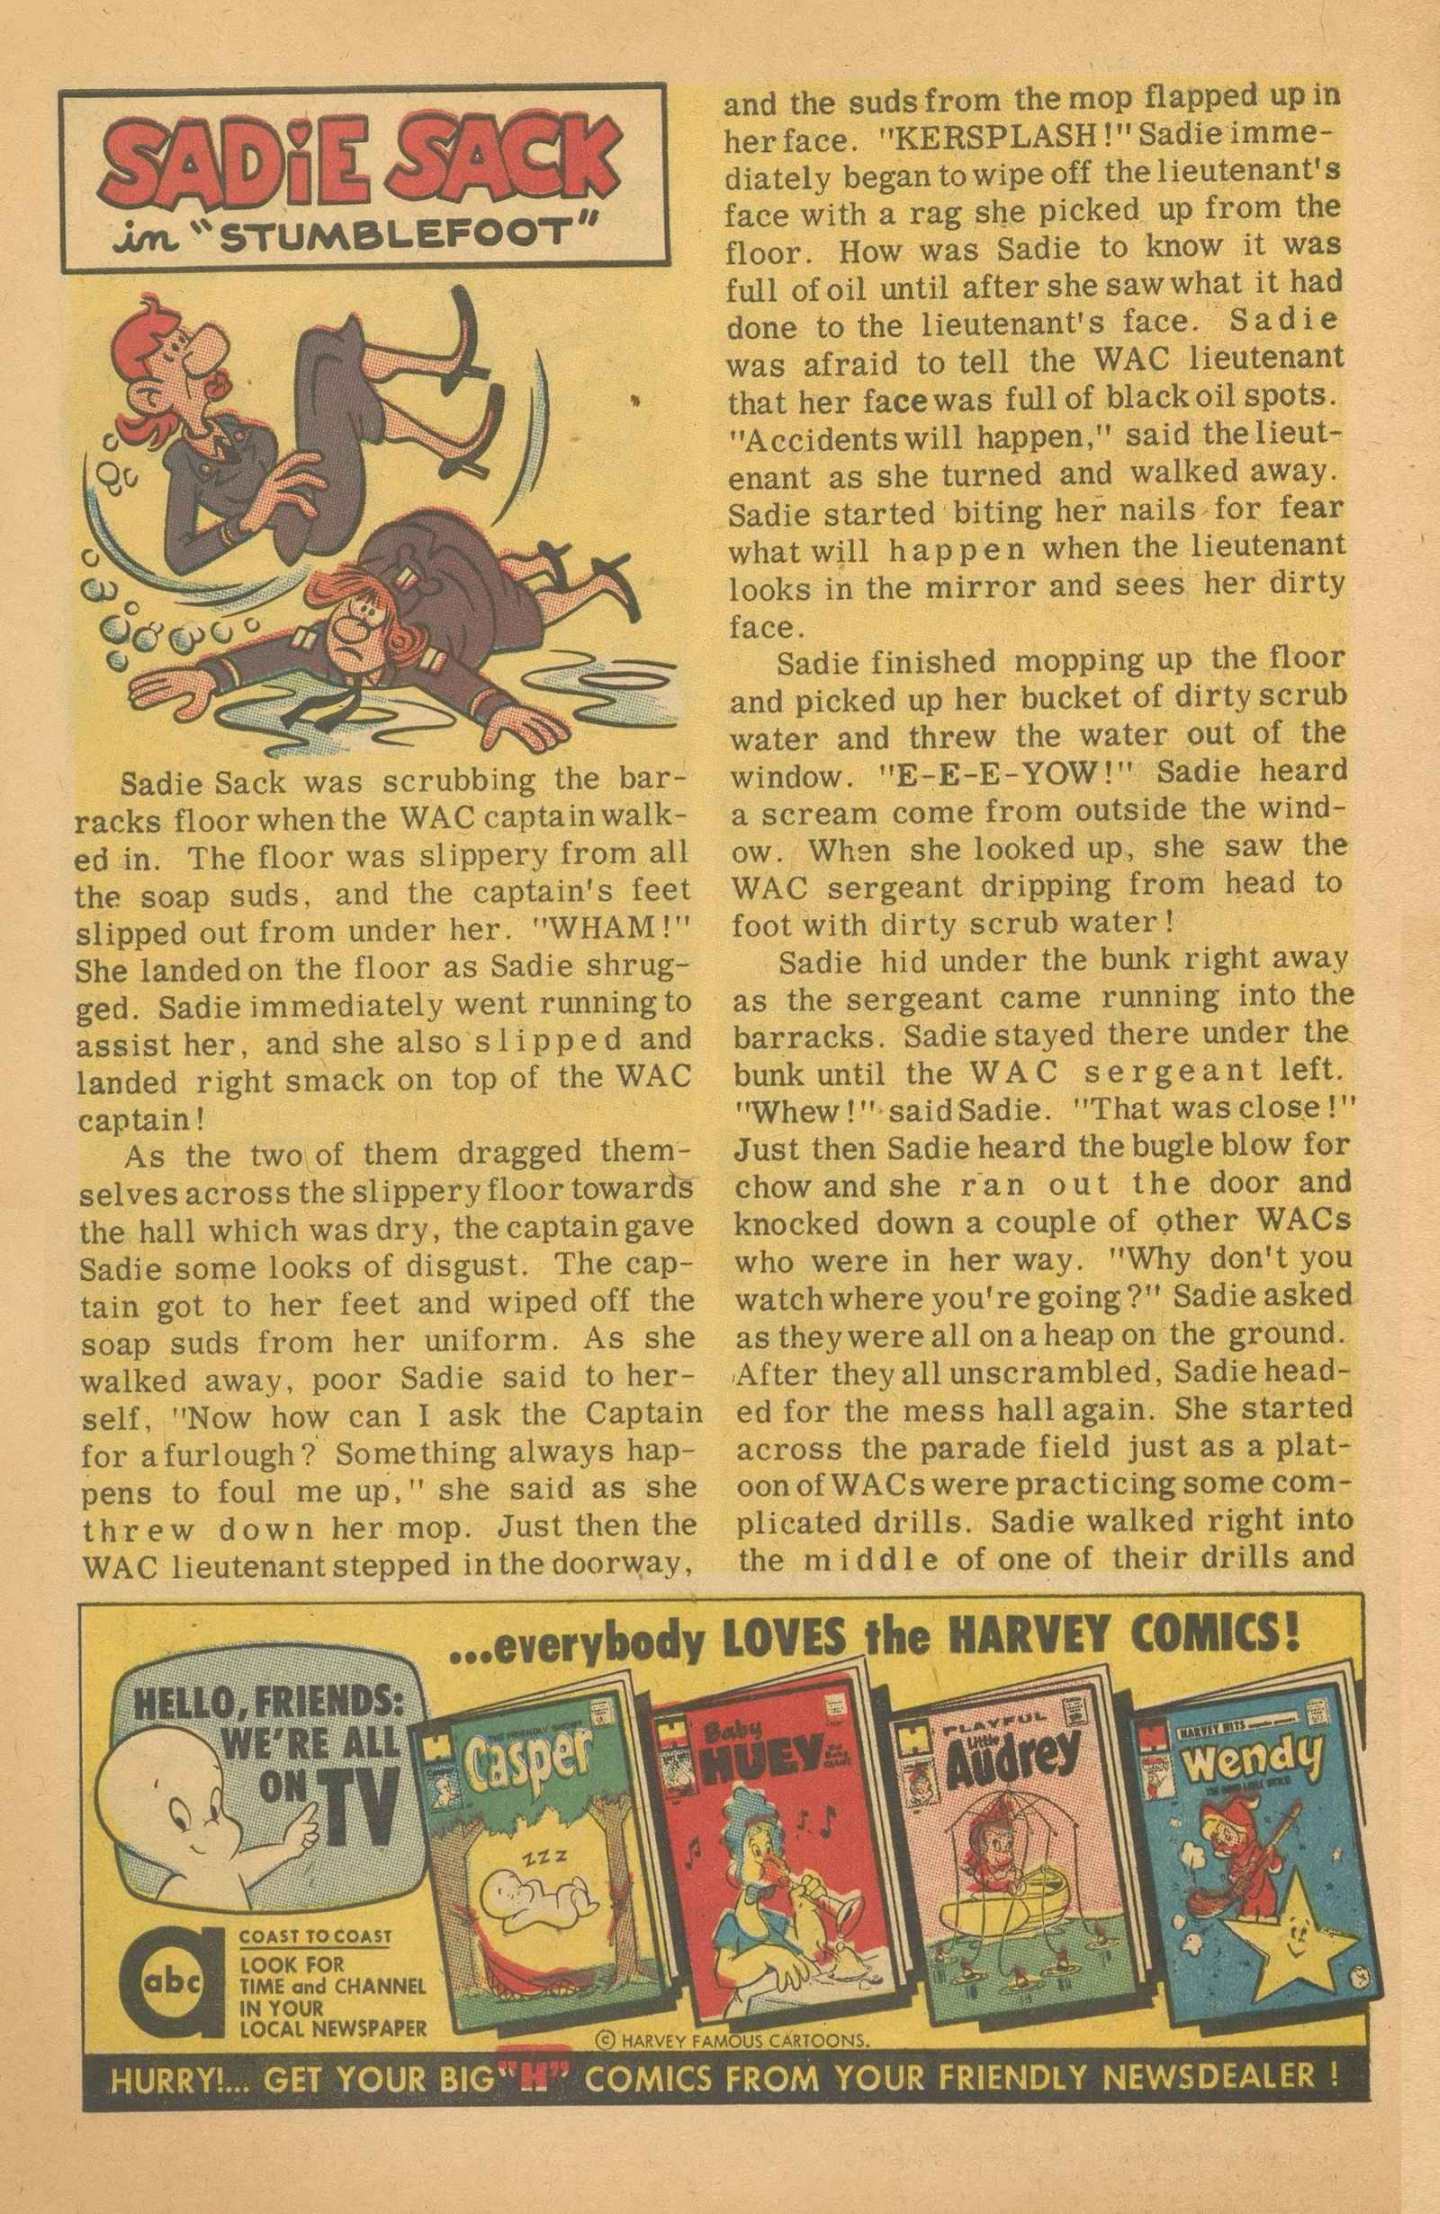 SADIE SACK
in "STUMBLEFOOT"
Sadie Sack was scrubbing the bar-
racks floor when the WAC captain walk-
ed in. The floor was slippery from all
the soap suds, and the captain's feet
slipped out from under her. "WHAM!"
She landed on the floor as Sadie shrug-
ged. Sadie immediately went running to
assist her, and she also slipped and
landed right smack on top of the WAC
captain!
As the two of them dragged them-
selves across the slippery floor towards
the hall which was dry, the captain gave
Sadie some looks of disgust. The cap-
tain got to her feet and wiped off the
soap suds from her uniform. As she
walked away, poor Sadie said to her-
self, "Now how can I ask the Captain
for a furlough? Something always hap-
pens to foul me up," she said as she
threw down her mop. Just then the
WAC lieutenant stepped in the doorway,
and the suds from the mop flapped up in
her face. "KERSPLASH!" Sadie imme-
diately began to wipe off the lieutenant's
face with a rag she picked up from the
floor. How was Sadie to know it was
full of oil until after she saw what it had
done to the lieutenant's face. Sadie
was afraid to tell the WAC lieutenant
that her face was full of black oil spots.
"Accidents will happen," said the lieut-
enant as she turned and walked away.
Sadie started biting her nails for fear
what will happen when the lieutenant
looks in the mirror and sees her dirty
face.
Sadie finished mopping up the floor
and picked up her bucket of dirty scrub
water and threw the water out of the
window. "E-E-E-YOW!" Sadie heard
a scream come from outside the wind-
ow. When she looked up, she saw the
WAC sergeant dripping from head to
foot with dirty scrub water!
Sadie hid under the bunk right away
as the sergeant came running into the
barracks. Sadie stayed there under the
bunk until the WAC sergeant left.
"Whew!" said Sadie. "That was close!"
Just then Sadie heard the bugle blow for
chow and she ran out the door and
knocked down a couple of other WACs
who were in her way. "Why don't you
watch where you're going?" Sadie asked
as they were all on a heap on the ground.
After they all unscrambled, Sadie head-
ed for the mess hall again. She started
across the parade field just as a plat-
oon of WACs were practicing some com-
plicated drills. Sadie walked right into
the middle of one of their drills and
...everybody LOVES the HARVEY COMICS!
HELLO, FRIENDS:
WE'RE ALL
ON TV
a
abc
COAST TO COAST
LOOK FOR
TIME and CHANNEL
IN YOUR
LOCAL NEWSPAPER
H
THE FRIENDLY GHOST
Casper
ZZZ
H
Baby
HUEY
H
PLAYFUL
Little
Audrey
H
HARVEY HITS
Wendy
THE GOOD LITTLE WITCH
© HARVEY FAMOUS CARTOONS.
HURRY!... GET YOUR BIG "H" COMICS FROM YOUR FRIENDLY NEWSDEALER!